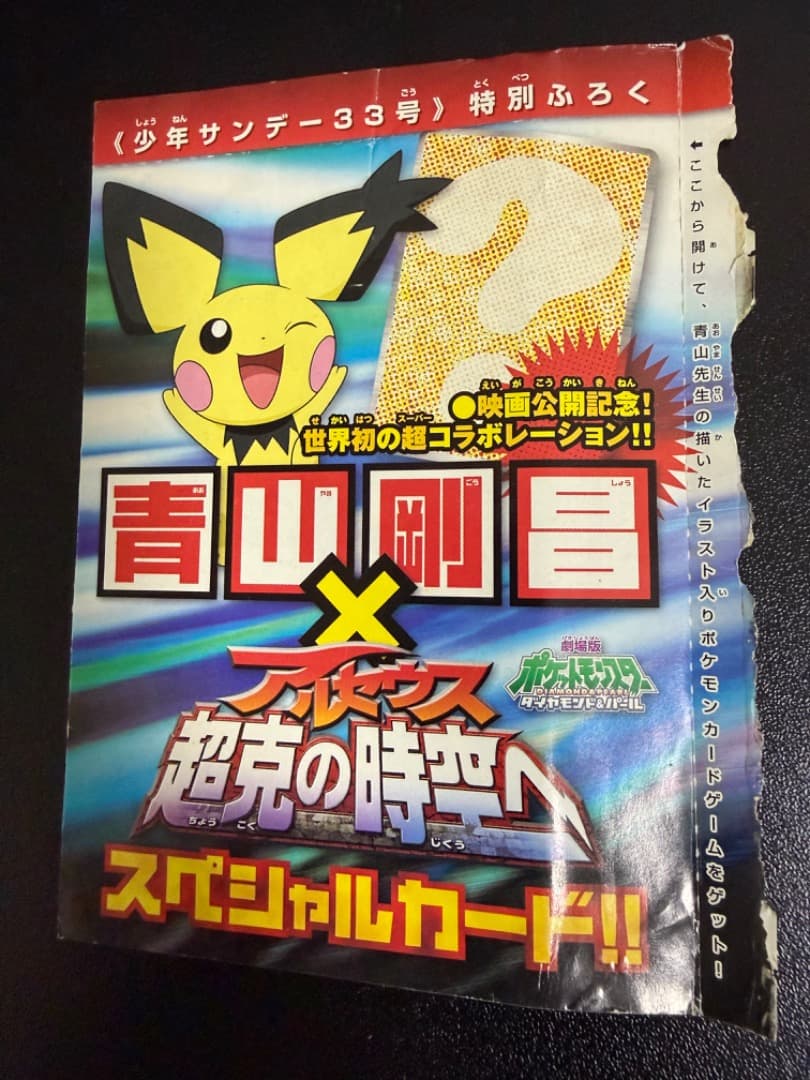 《少年サンデー33号》特別ふろく
●映画公開記念!
世界初の超コラボレーション!!
青山剛昌
×
劇場版
ポケットモンスター
DIAMOND&PEARL
ダイヤモンド&パール
アルセウス
超克の時空へ
スペシャルカード!!
⬅ここから開けて、青山先生の描いたイラスト入りポケモンカードゲームをゲット!